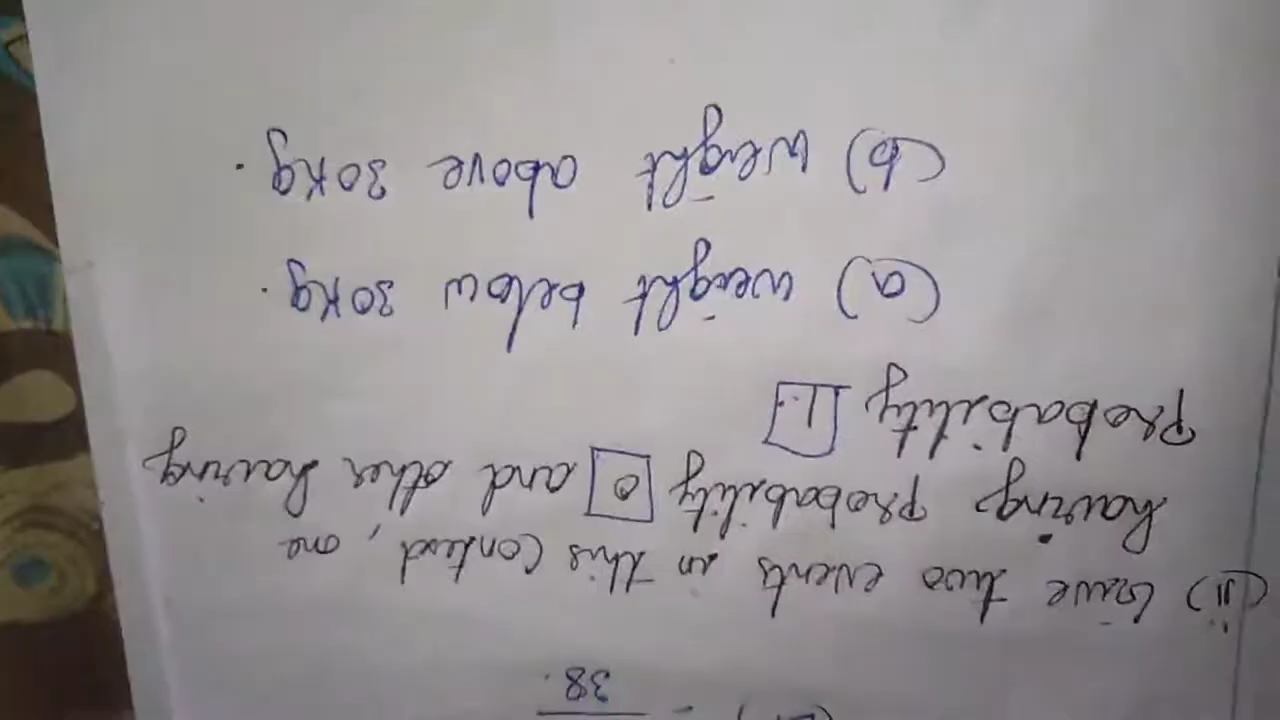 38.
(ii) Give two events in this context, one
having probability 0 and other having
probability 1.
(a) weight below 30 kg.
(b) weight above 30 kg.